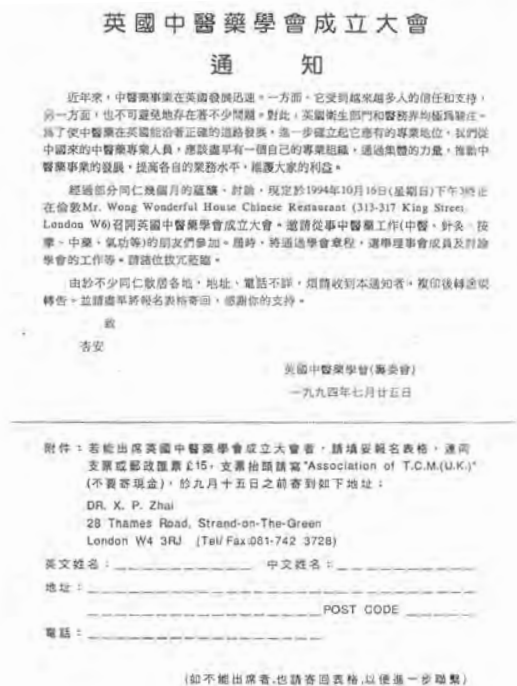 英國中醫藥學會成立大會
通 知
近年來,中醫藥事業在英國發展迅速。一方面,它受到越來越多人的信任和支持,
另一方面,也不可避免地存在著不少問題。對此,英國衛生部門和醫務界均極爲關注。
爲了使中醫藥在英國能沿著正確的道路發展,進一步確立起它應有的專業地位,我們從
中國來的中醫藥專業人員,應該盡早有一個自己的專業組織,通過集體的力量,推動中
醫藥事業的發展,提高各自的業務水平,維護大家的利益。
經過部分同仁幾個月的醞釀、討論,現定於1994年10月16日(星期日)下午3時正
在倫敦Mr. Wong Wonderful House Chinese Restaurant (313-317 King Street
London W6)召開英國中醫藥學會成立大會。邀請從事中醫藥工作(中醫、針灸、按
摩、中藥、氣功等)的朋友們參加。屆時,將通過學會章程,選舉理事會成員及討論
學會的工作等。請諸位拔冗蒞臨。
由於不少同仁散居各地,地址、電話不詳,煩請收到本通知者,複印後轉送或
轉告。並請盡早將報名表格寄回,感謝你的支持。
致
杏安
英國中醫藥學會(籌委會)
一九九四年七月廿五日
附件:若能出席英國中醫藥學會成立大會者,請填妥報名表格,連同
支票或郵政匯票£15,支票抬頭請寫"Association of T.C.M.(U.K.)"
(不要寄現金),於九月十五日之前寄到如下地址:
DR. X. P. Zhai
28 Thames Road, Strand-on-The-Green
London W4 3RJ (Tel/ Fax:081-742 3728)
英文姓名: 中文姓名:
地址:
POST CODE
電話:
(如不能出席者,也請寄回表格,以便進一步聯繫)